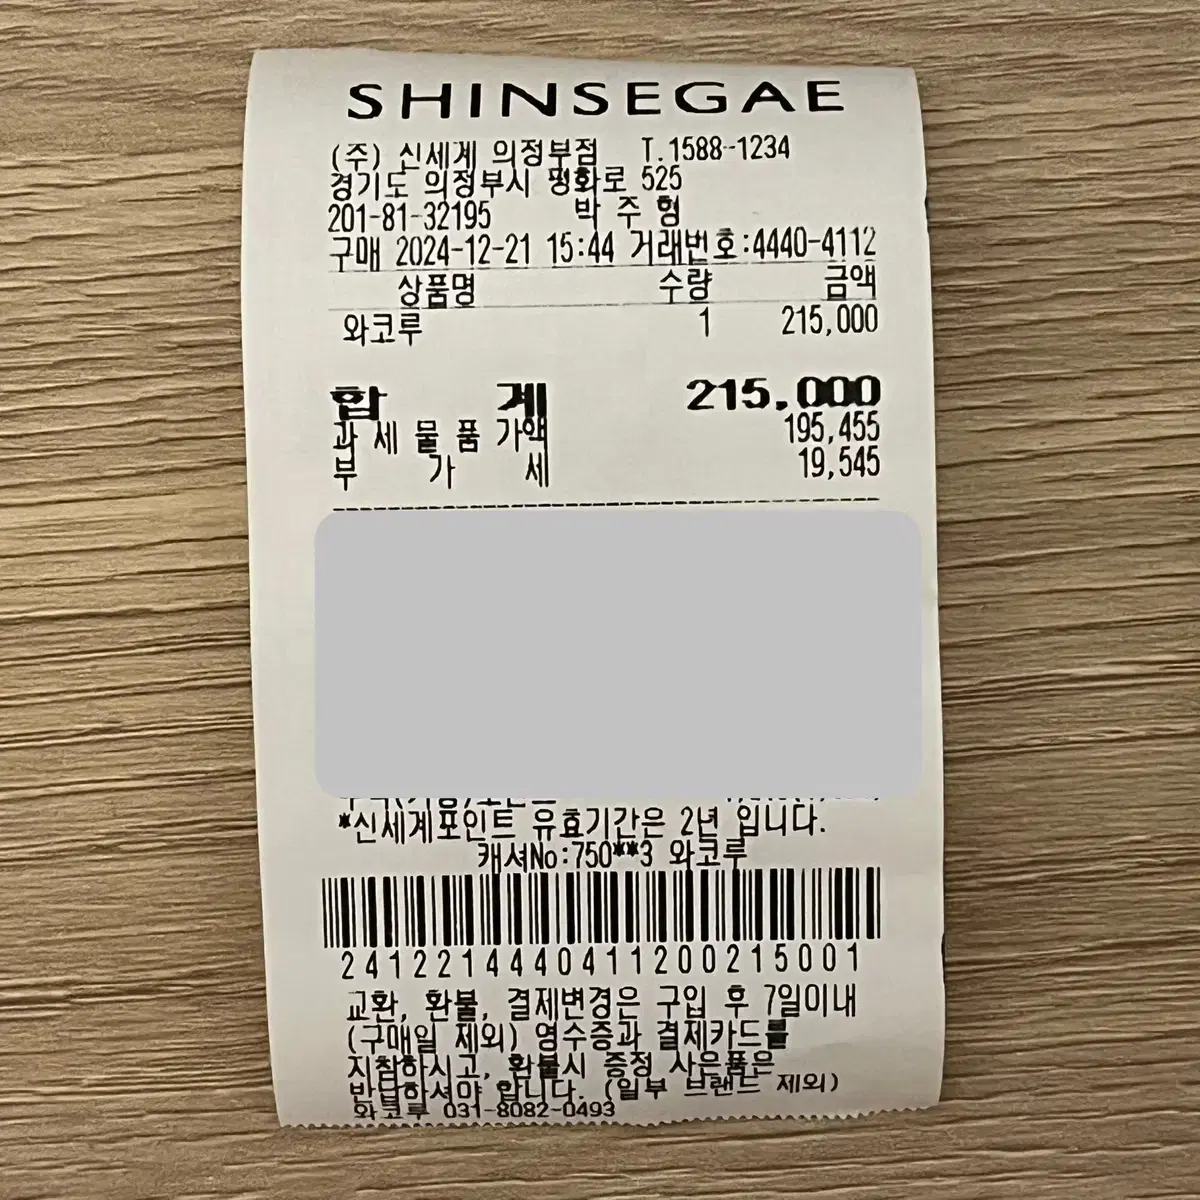 SHINSEGAE
(주) 신세계 의정부점 T.1588-1234
경기도 의정부시 평화로 525
201-81-32195 박 주 형
구매 2024-12-21 15:44 거래번호:4440-4112
상품명 수량 금액
와코루 1 215,000
합 계 215,000
과 세 물 품 가액 195,455
부 가 세 19,545
*신세계포인트 유효기간은 2년 입니다.
캐셔No:750**3 와코루
2412214440411200215001
교환, 환불, 결제변경은 구입 후 7일이내
(구매일 제외) 영수증과 결제카드를
지참하시고, 환불시 증정 사은품은
반납하셔야 합니다. (일부 브랜드 제외)
와코루 031-8082-0493